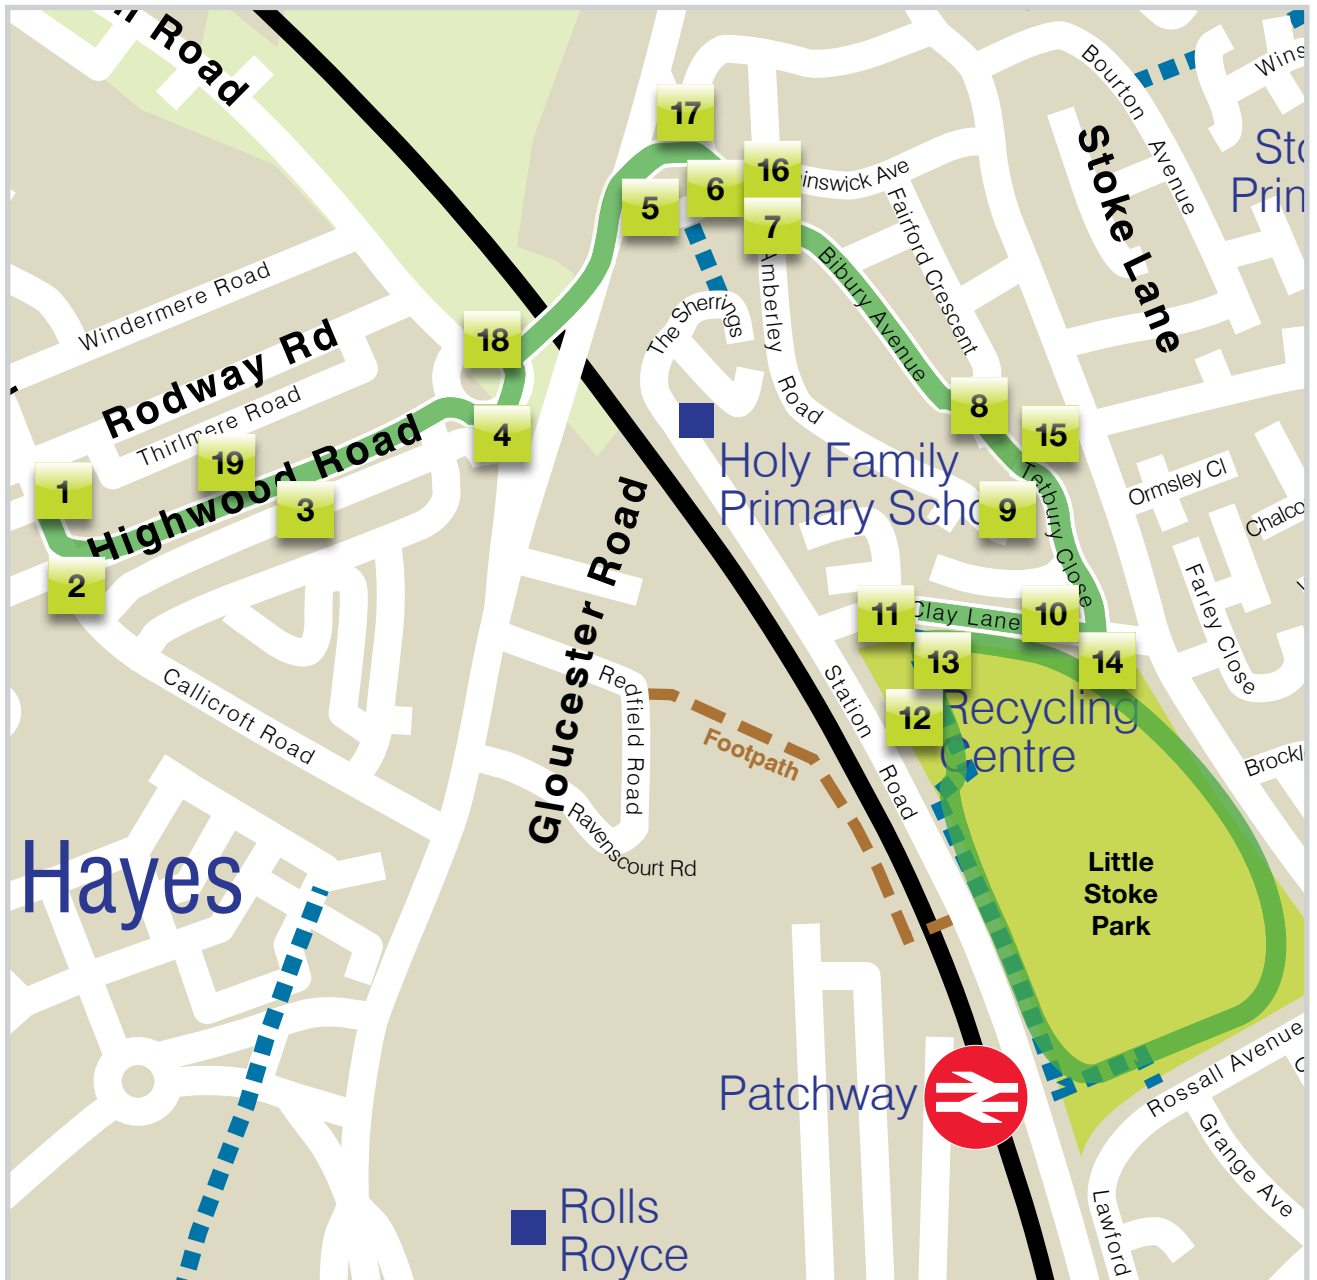 Road
Bourton
Avenue
Stoke Lane
17
16
inswick Ave
6
5
7
Fairford Crescent
Bibury Avenue
Amberley
Road
The Sherrings
Windermere Road
Rodway Rd
Thirlmere Road
18
4
Highwood Road
19
1
3
2
8
15
9
Tetbury Close
Holy Family
Primary Scho
Ormsley Cl
Farley Close
Gloucester Road
11
Clay Lane
10
13
14
12
Recycling
Centre
Callicroft Road
Redfield Road
Footpath
Station
Road
Ravenscourt Rd
Hayes
Little
Stoke
Park
Patchway
Rossall Avenue
Grange Ave
Lawford
Rolls
Royce